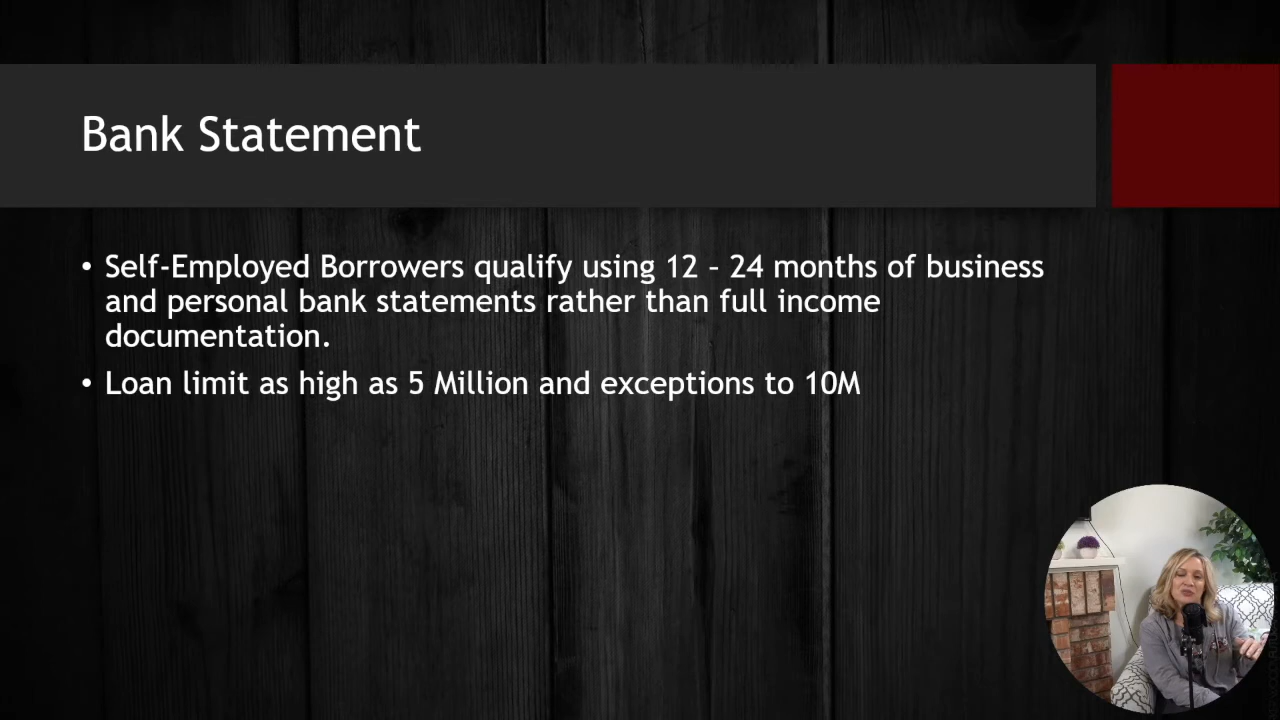 Bank Statement
• Self-Employed Borrowers qualify using 12 – 24 months of business
and personal bank statements rather than full income
documentation.
• Loan limit as high as 5 Million and exceptions to 10M